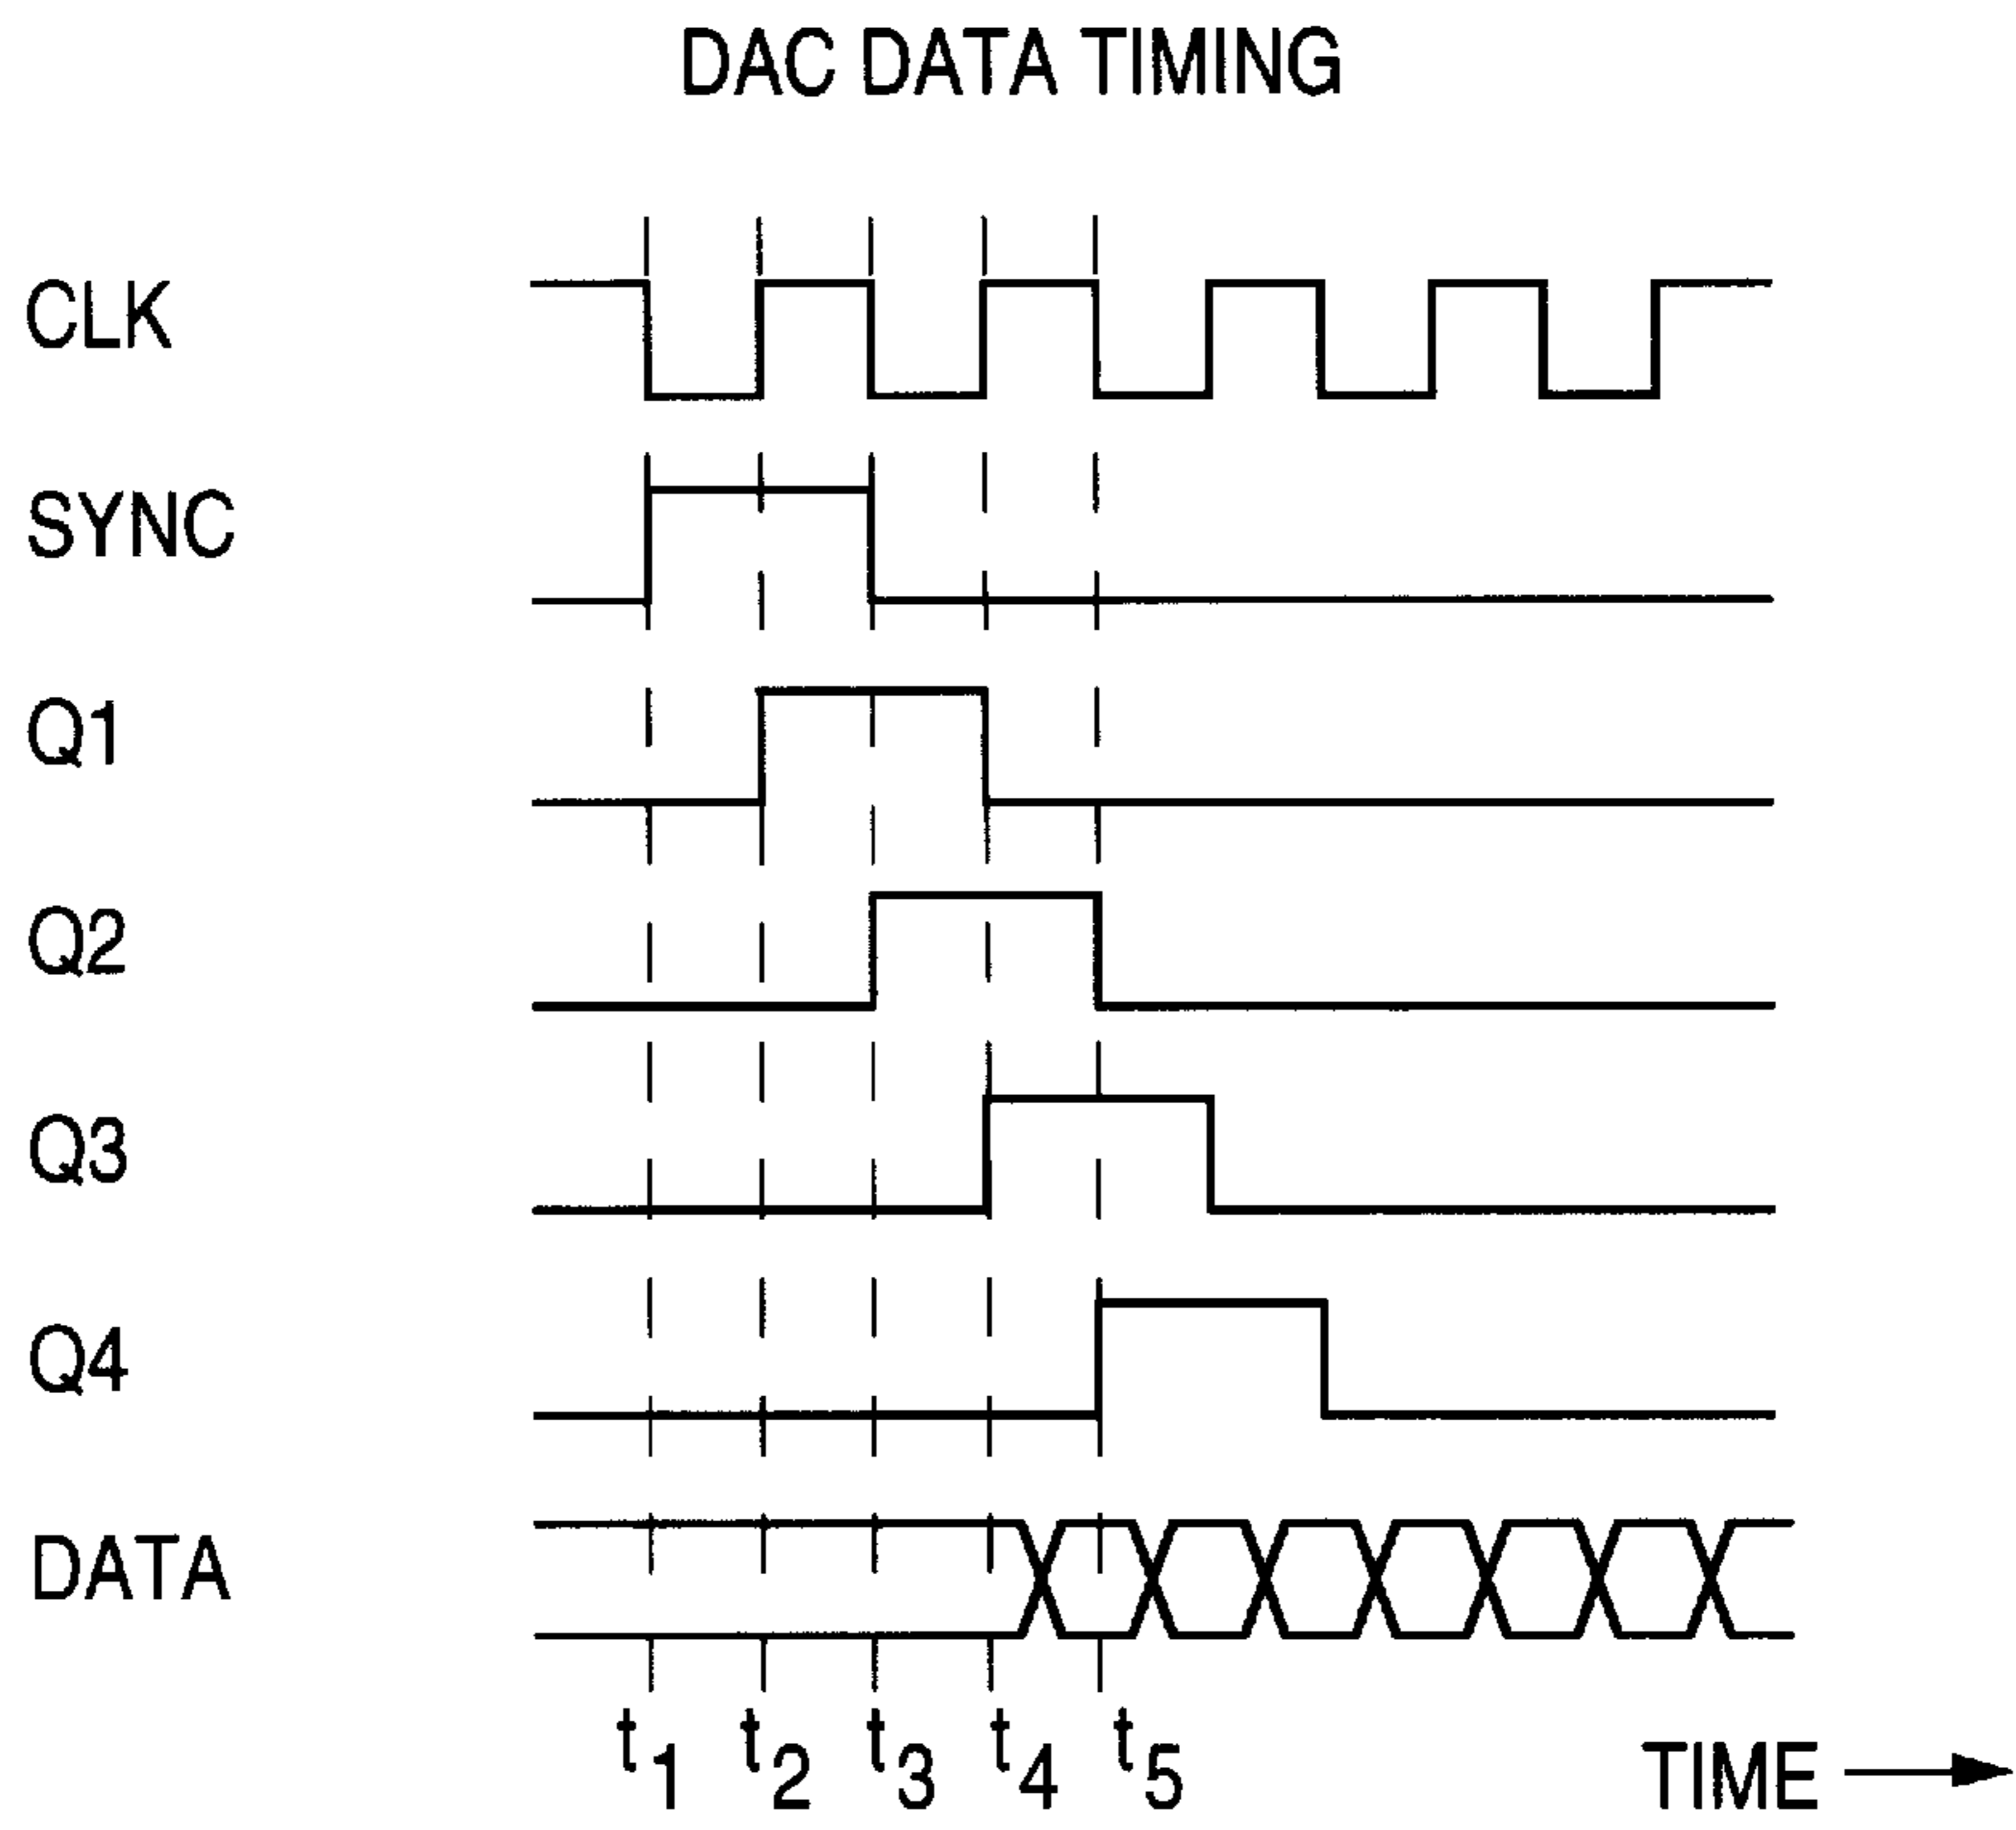 DAC DATA TIMING
CLK
SYNC
Q1
Q2
Q3
Q4
DATA
t1 t2 t3 t4 t5 TIME